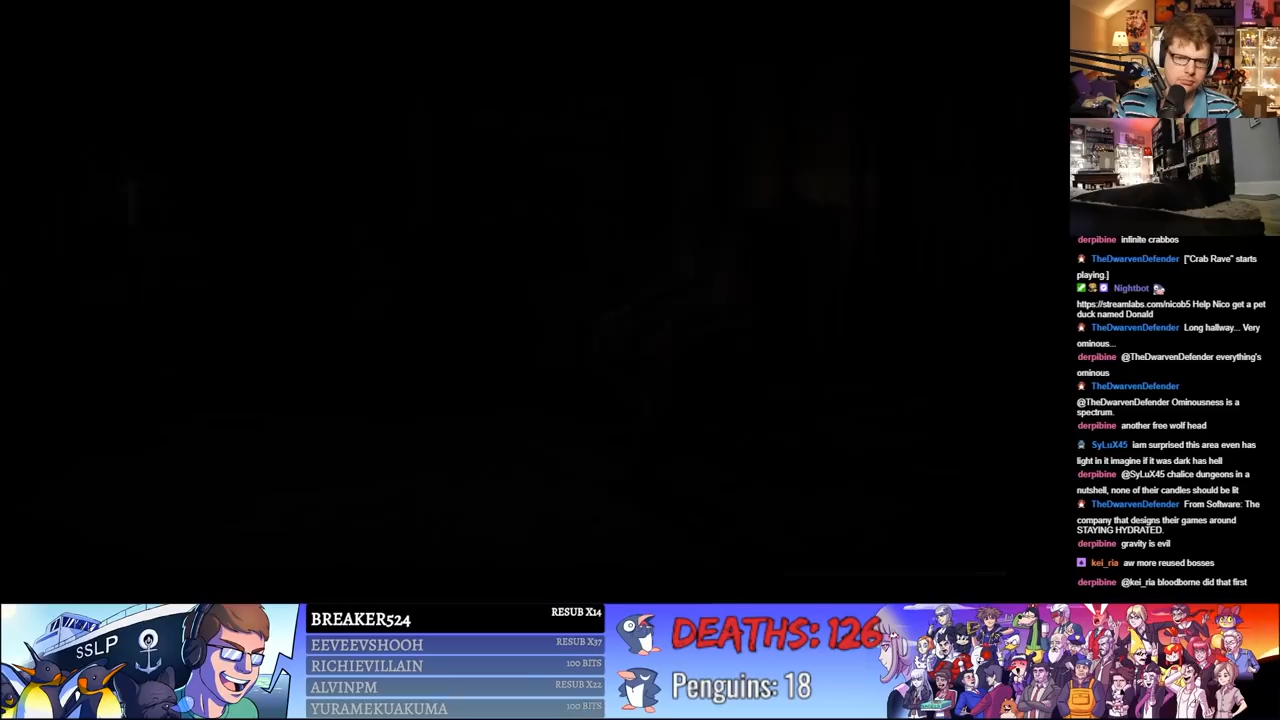 derpibine infinite crabbos
TheDwarvenDefender ["Crab Rave" starts
playing.]
Nightbot
https://streamlabs.com/nicob5 Help Nico get a pet
duck named Donald
TheDwarvenDefender Long hallway... Very
ominous...
derpibine @TheDwarvenDefender everything's
ominous
TheDwarvenDefender
@TheDwarvenDefender Ominousness is a
spectrum.
derpibine another free wolf head
SyLuX45 iam surprised this area even has
light in it imagine if it was dark has hell
derpibine @SyLuX45 chalice dungeons in a
nutshell, none of their candles should be lit
TheDwarvenDefender From Software: The
company that designs their games around
STAYING HYDRATED.
derpibine gravity is evil
kei_ria aw more reused bosses
derpibine @kei_ria bloodborne did that first
SSLP
BREAKER524 RESUB X14
EEVEEVSHOOH RESUB X37
RICHIEVILLAIN 100 BITS
ALVINPM RESUB X22
YURAMEKUAKUMA 100 BITS
DEATHS: 126
Penguins: 18